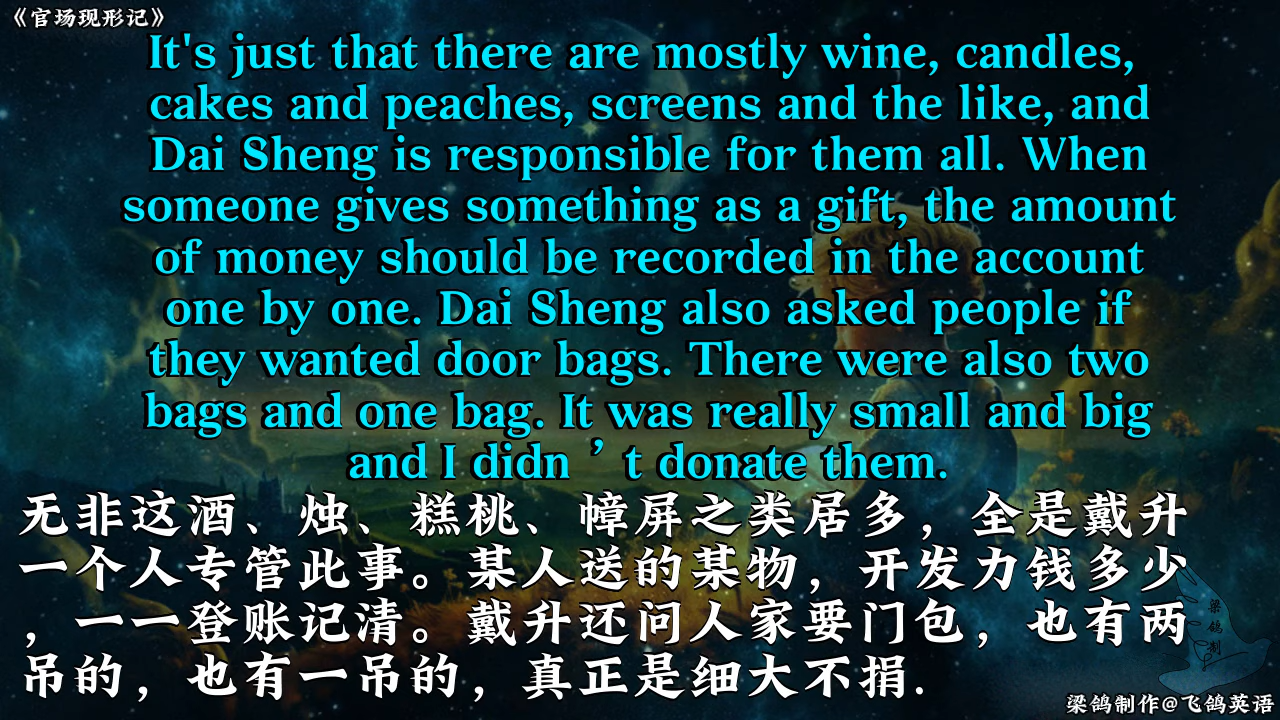 《官场现形记》
It's just that there are mostly wine, candles,
cakes and peaches, screens and the like, and
Dai Sheng is responsible for them all. When
someone gives something as a gift, the amount
of money should be recorded in the account
one by one. Dai Sheng also asked people if
they wanted door bags. There were also two
bags and one bag. It was really small and big
and I didn ’ t donate them.
无非这酒、烛、糕桃、幛屏之类居多，全是戴升
一个人专管此事。某人送的某物，开发力钱多少
，一一登账记清。戴升还问人家要门包，也有两
吊的，也有一吊的，真正是细大不捐.
梁
鸽
制
梁鸽制作@飞鸽英语